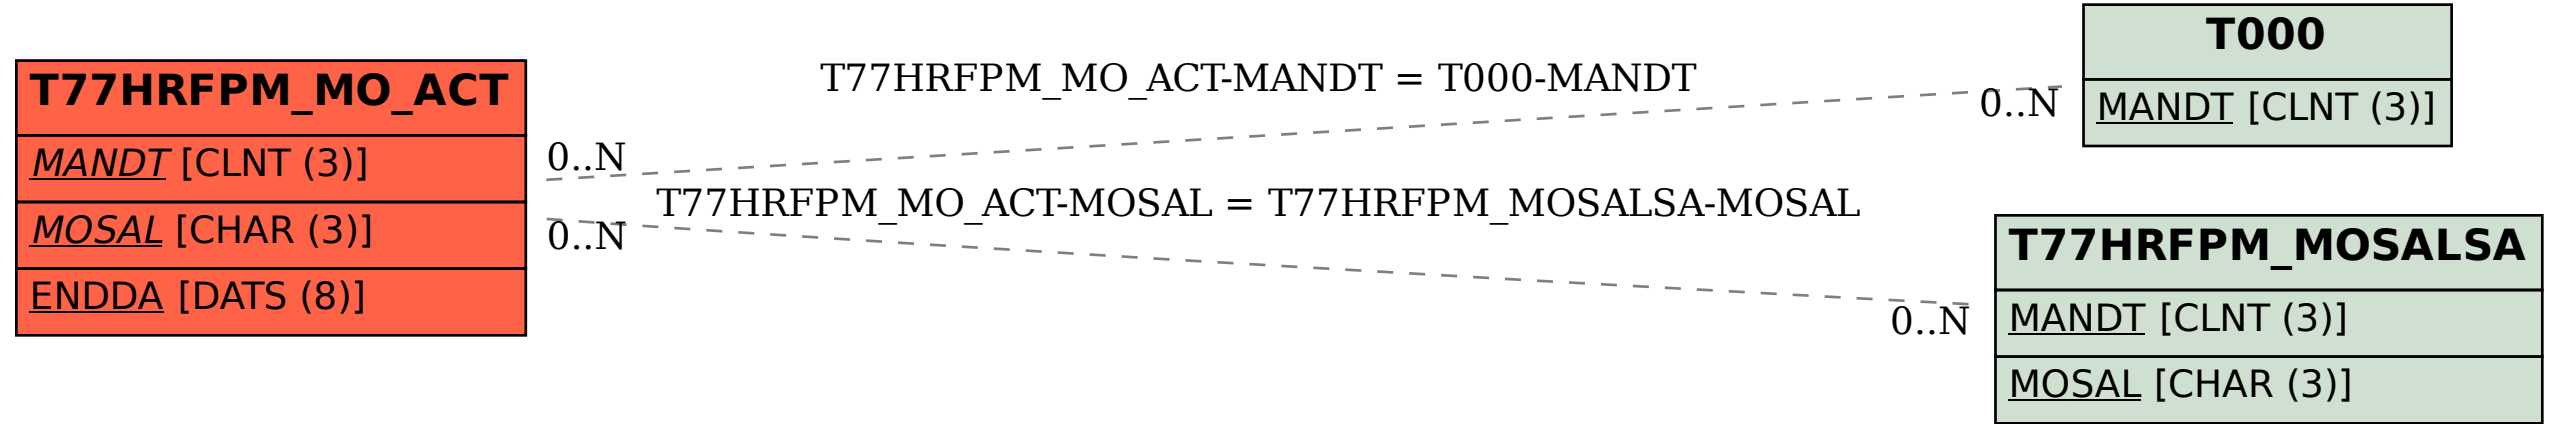 T77HRFPM_MO_ACT
MANDT [CLNT (3)]
MOSAL [CHAR (3)]
ENDDA [DATS (8)]
T77HRFPM_MO_ACT-MANDT = T000-MANDT
0..N
0..N
T77HRFPM_MO_ACT-MOSAL = T77HRFPM_MOSALSA-MOSAL
0..N
0..N
T000
MANDT [CLNT (3)]
T77HRFPM_MOSALSA
MANDT [CLNT (3)]
MOSAL [CHAR (3)]